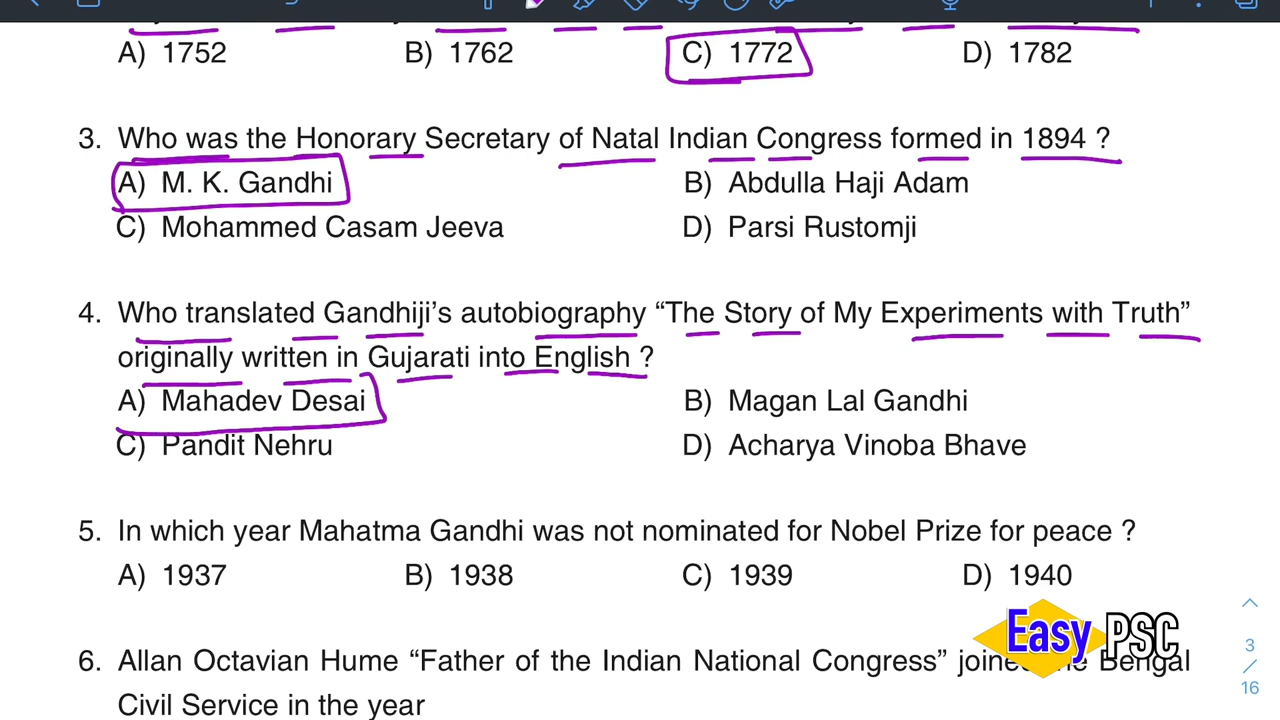 A) 1752 B) 1762 C) 1772 D) 1782
3. Who was the Honorary Secretary of Natal Indian Congress formed in 1894 ?
A) M. K. Gandhi B) Abdulla Haji Adam
C) Mohammed Casam Jeeva D) Parsi Rustomji
4. Who translated Gandhiji’s autobiography “The Story of My Experiments with Truth”
originally written in Gujarati into English ?
A) Mahadev Desai B) Magan Lal Gandhi
C) Pandit Nehru D) Acharya Vinoba Bhave
5. In which year Mahatma Gandhi was not nominated for Nobel Prize for peace ?
A) 1937 B) 1938 C) 1939 D) 1940
Easy PSC
3
/
16
6. Allan Octavian Hume “Father of the Indian National Congress” Bengal
Civil Service in the year